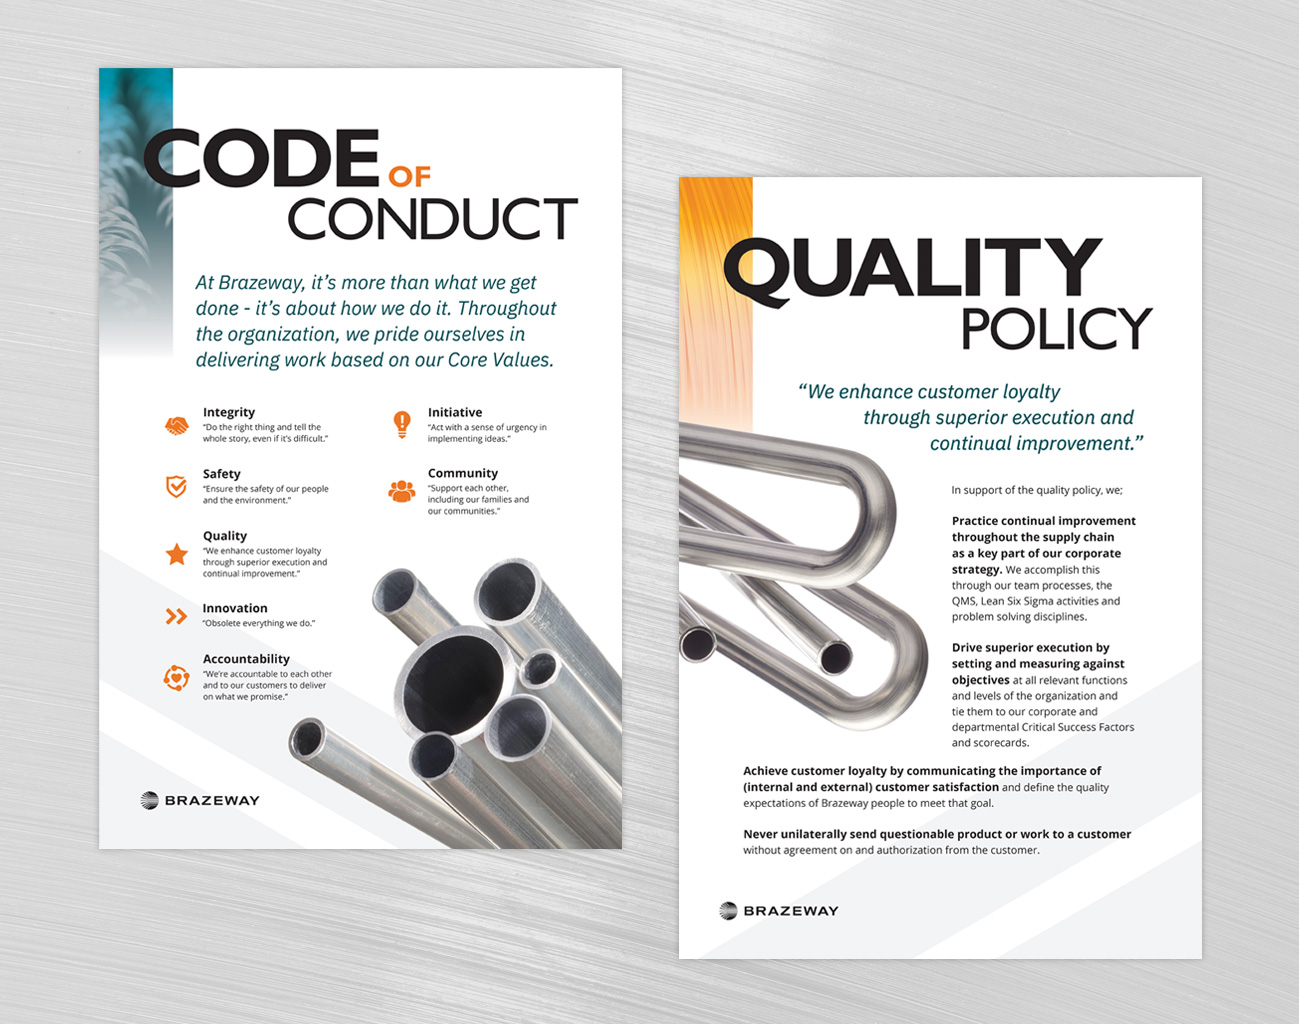 CODE OF
CONDUCT
At Brazeway, it's more than what we get
done - it's about how we do it. Throughout
the organization, we pride ourselves in
delivering work based on our Core Values.
Integrity
“Do the right thing and tell the
whole story, even if it's difficult.”
Safety
“Ensure the safety of our people
and the environment.”
Quality
“We enhance customer loyalty
through superior execution and
continual improvement.”
Innovation
“Obsolete everything we do.”
Accountability
“We're accountable to each other
and to our customers to deliver
on what we promise.”
Initiative
“Act with a sense of urgency in
implementing ideas.”
Community
“Support each other,
including our families and
our communities.”
BRAZEWAY
QUALITY
POLICY
“We enhance customer loyalty
through superior execution and
continual improvement.”
In support of the quality policy, we;
Practice continual improvement
throughout the supply chain
as a key part of our corporate
strategy. We accomplish this
through our team processes, the
QMS, Lean Six Sigma activities and
problem solving disciplines.
Drive superior execution by
setting and measuring against
objectives at all relevant functions
and levels of the organization and
tie them to our corporate and
departmental Critical Success Factors
and scorecards.
Achieve customer loyalty by communicating the importance of
(internal and external) customer satisfaction and define the quality
expectations of Brazeway people to meet that goal.
Never unilaterally send questionable product or work to a customer
without agreement on and authorization from the customer.
BRAZEWAY